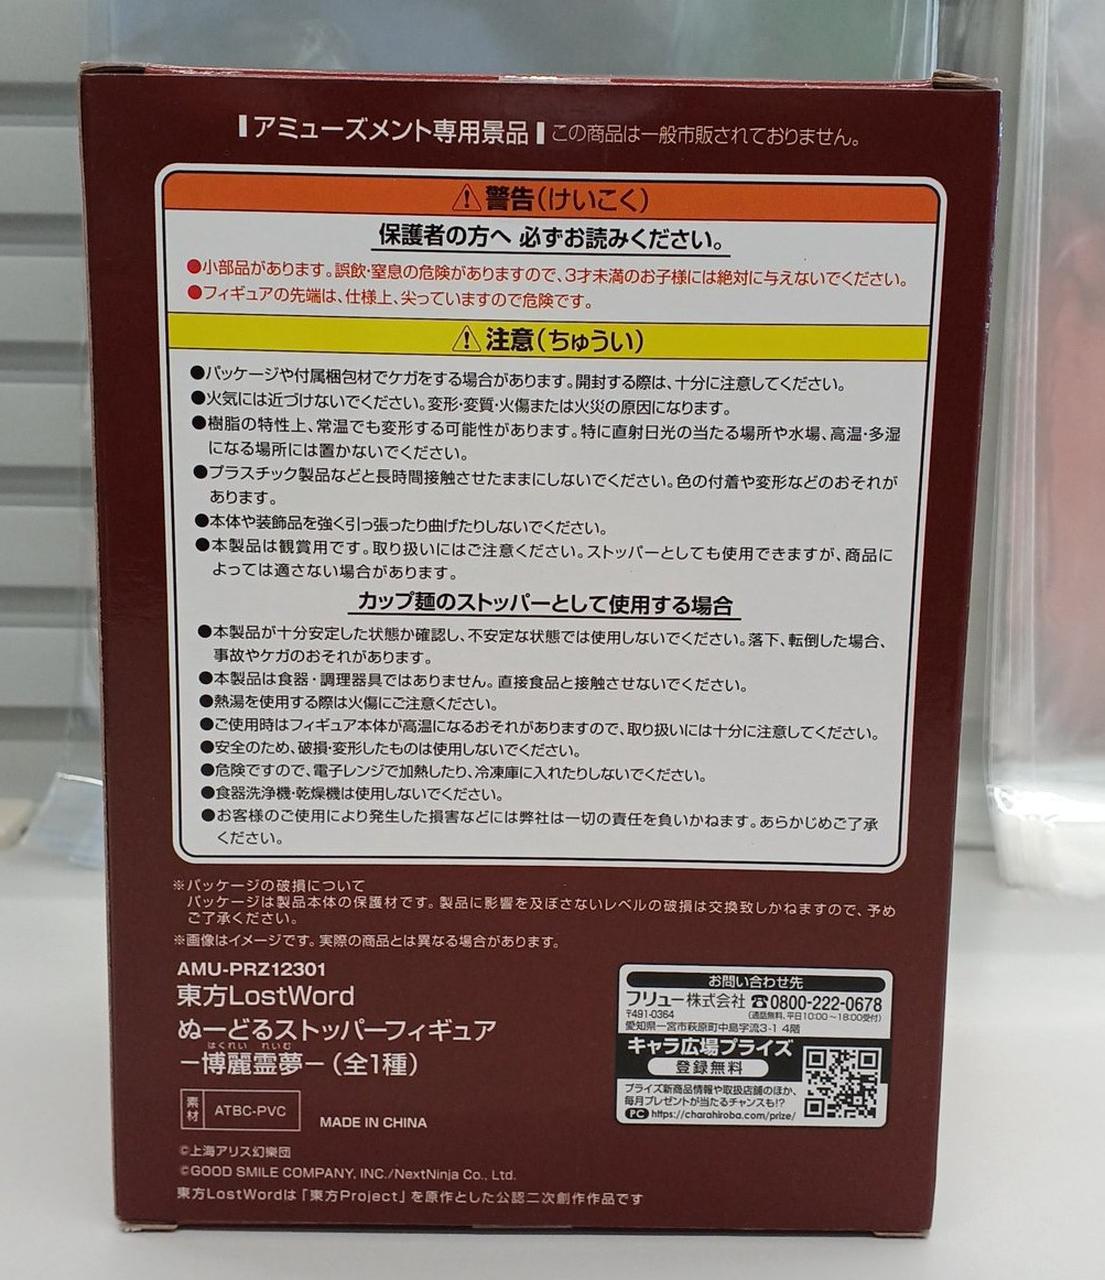 アミューズメント専用景品 この商品は一般市販されておりません。
⚠警告(けいこく)
保護者の方へ 必ずお読みください。
●小部品があります。誤飲・窒息の危険がありますので、3才未満のお子様には絶対に与えないでください。
●フィギュアの先端は、仕様上、尖っていますので危険です。
⚠注意(ちゅうい)
●パッケージや付属梱包材でケガをする場合があります。開封する際は、十分に注意してください。
●火気には近づけないでください。変形・変質・火傷または火災の原因になります。
●樹脂の特性上、常温でも変形する可能性があります。特に直射日光の当たる場所や水場、高温・多湿
になる場所には置かないでください。
●プラスチック製品などと長時間接触させたままにしないでください。色の付着や変形などのおそれが
あります。
●本体や装飾品を強く引っ張ったり曲げたりしないでください。
●本製品は観賞用です。取り扱いにはご注意ください。ストッパーとしても使用できますが、商品に
よっては適さない場合があります。
カップ麺のストッパーとして使用する場合
●本製品が十分安定した状態か確認し、不安定な状態では使用しないでください。落下、転倒した場合、
事故やケガのおそれがあります。
●本製品は食器・調理器具ではありません。直接食品と接触させないでください。
●熱湯を使用する際は火傷にご注意ください。
●ご使用時はフィギュア本体が高温になるおそれがありますので、取り扱いには十分に注意してください。
●安全のため、破損・変形したものは使用しないでください。
●危険ですので、電子レンジで加熱したり、冷凍庫に入れたりしないでください。
●食器洗浄機・乾燥機は使用しないでください。
●お客様のご使用により発生した損害などには弊社は一切の責任を負いかねます。あらかじめご了承
ください。
※パッケージの破損について
パッケージは製品本体の保護材です。製品に影響を及ぼさないレベルの破損は交換致しかねますので、予め
ご了承ください。
※画像はイメージです。実際の商品とは異なる場合があります。
AMU-PRZ12301
東方LostWord
ぬーどるストッパーフィギュア
はくれい れいむ
ー博麗霊夢ー(全1種)
素材 ATBC-PVC MADE IN CHINA
©上海アリス幻樂団
©GOOD SMILE COMPANY, INC./NextNinja Co., Ltd.
東方LostWordは「東方Project」を原作とした公認二次創作作品です
お問い合わせ先
フリュー株式会社 ☎0800-222-0678
〒491-0364 (通話無料、平日10:00～18:00受付)
愛知県一宮市萩原町中島字流3-1 4階
キャラ広場プライズ
登録無料
プライズ新商品情報や取扱店舗のほか、
毎月プレゼントが当たるチャンスも!?
PC https://charahiroba.com/prize/